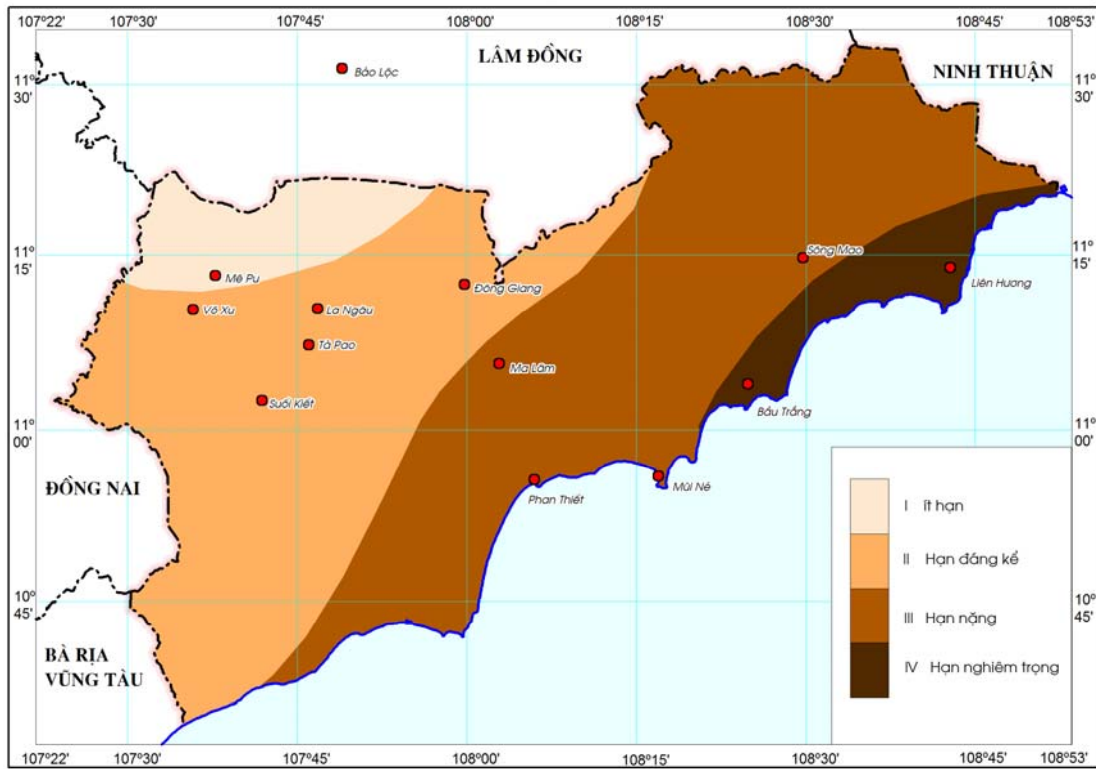 107°22' 107°30' 107°45' 108°00' 108°15' 108°30' 108°45' 108°53'
LÂM ĐỒNG
NINH THUẬN
Bảo Lộc
11°
30'
11°
30'
11°
15'
11°
15'
Mê Pu
Sông Mao
Liên Hương
Đông Giang
Võ Xu
La Ngâu
Tà Pao
Ma Lâm
Suối Kiết
Bầu Trắng
11°
00'
11°
00'
ĐỒNG NAI
Phan Thiết
Mũi Né
I ít hạn
II Hạn đáng kể
III Hạn nặng
IV Hạn nghiêm trọng
10°
45'
10°
45'
BÀ RỊA
VŨNG TÀU
107°22' 107°30' 107°45' 108°00' 108°15' 108°30' 108°45' 108°53'